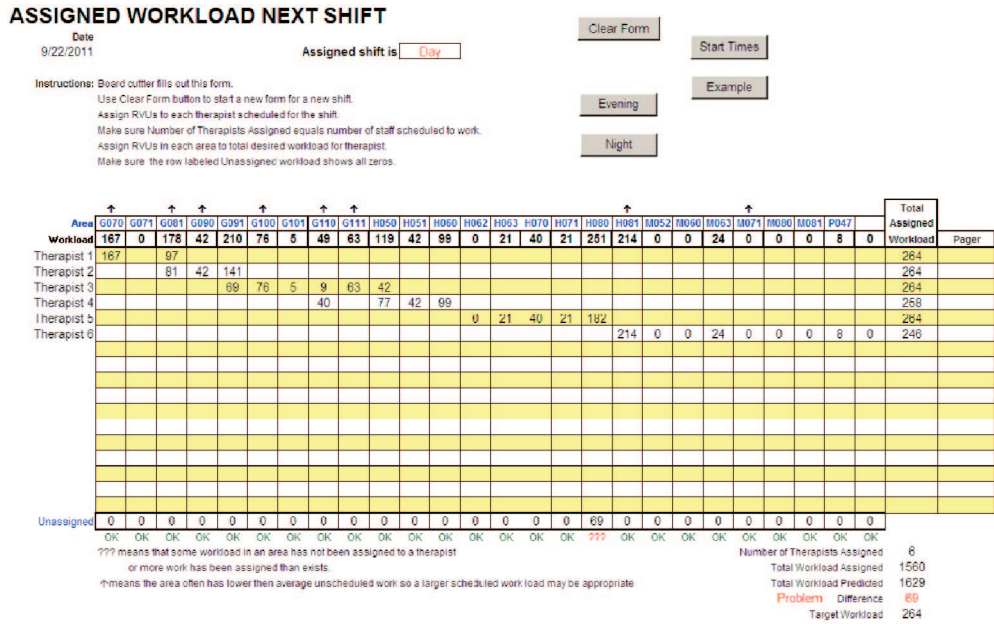 ASSIGNED WORKLOAD NEXT SHIFT
Date
9/22/2011
Assigned shift is Day
Clear Form
Start Times
Example
Evening
Night
Instructions: Board cuttter fills out this form.
Use Clear Form button to start a new form for a new shift.
Assign RVUs to each therapist scheduled for the shift.
Make sure Number of Therapists Assigned equals number of staff scheduled to work.
Assign RVUs in each area to total desired workload for therapist.
Make sure the row labeled Unassigned workload shows all zeros.
↑ ↑ ↑ ↑ ↑ ↑ ↑ ↑ Total
Area G070 G071 G081 G090 G091 G100 G101 G110 G111 H050 H051 H060 H062 H063 H070 H071 H080 H081 M052 M060 M063 M071 M080 M081 P047 Assigned
Workload 167 0 178 42 210 76 5 49 63 119 42 99 0 21 40 21 251 214 0 0 24 0 0 0 8 0 Workload Pager
Therapist 1 167 97 264
Therapist 2 81 42 141 264
Therapist 3 69 76 5 9 63 42 264
Therapist 4 40 77 42 99 258
Therapist 5 0 21 40 21 182 264
Therapist 6 214 0 0 24 0 0 0 8 0 246
Unassigned 0 0 0 0 0 0 0 0 0 0 0 0 0 0 0 0 69 0 0 0 0 0 0 0 0 0
OK OK OK OK OK OK OK OK OK OK OK OK OK OK OK OK ??? OK OK OK OK OK OK OK OK OK
??? means that some workload in an area has not been assigned to a therapist
or more work has been assigned than exists.
↑means the area often has lower then average unscheduled work so a larger scheduled work load may be appropriate
Number of Therapists Assigned 6
Total Workload Assigned 1560
Total Workload Predicted 1629
Problem Difference 69
Target Workload 264